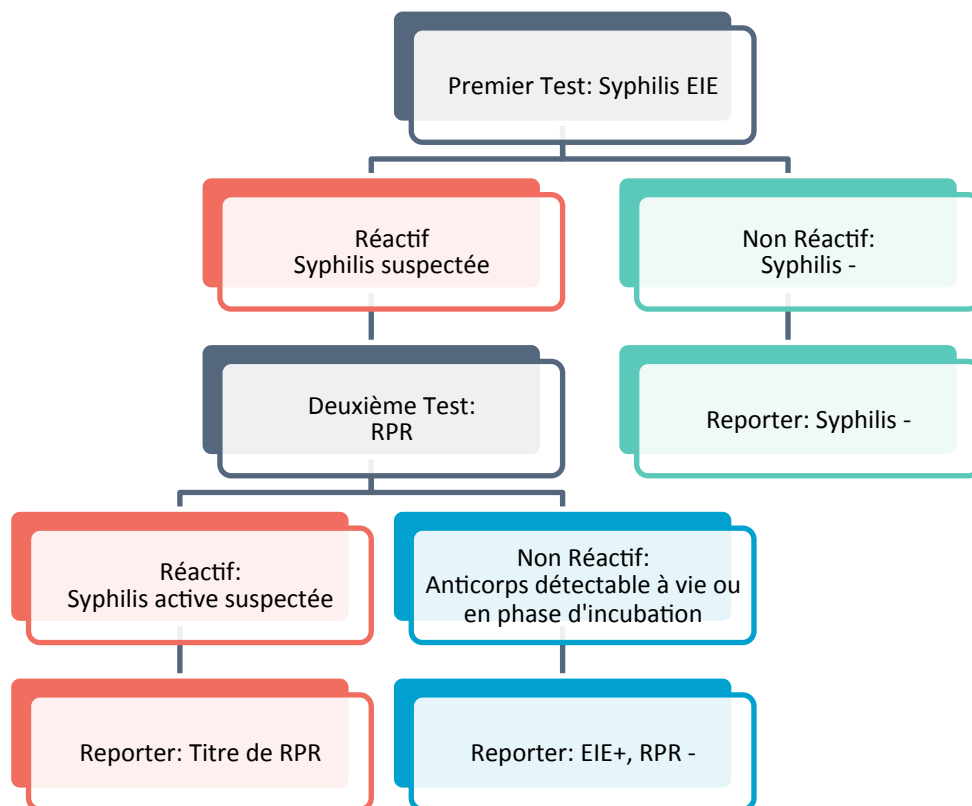 Premier Test: Syphilis EIE
Réactif
Syphilis suspectée
Non Réactif:
Syphilis -
Deuxième Test:
RPR
Reporter: Syphilis -
Réactif:
Syphilis active suspectée
Non Réactif:
Anticorps détectable à vie ou
en phase d'incubation
Reporter: Titre de RPR
Reporter: EIE+, RPR -